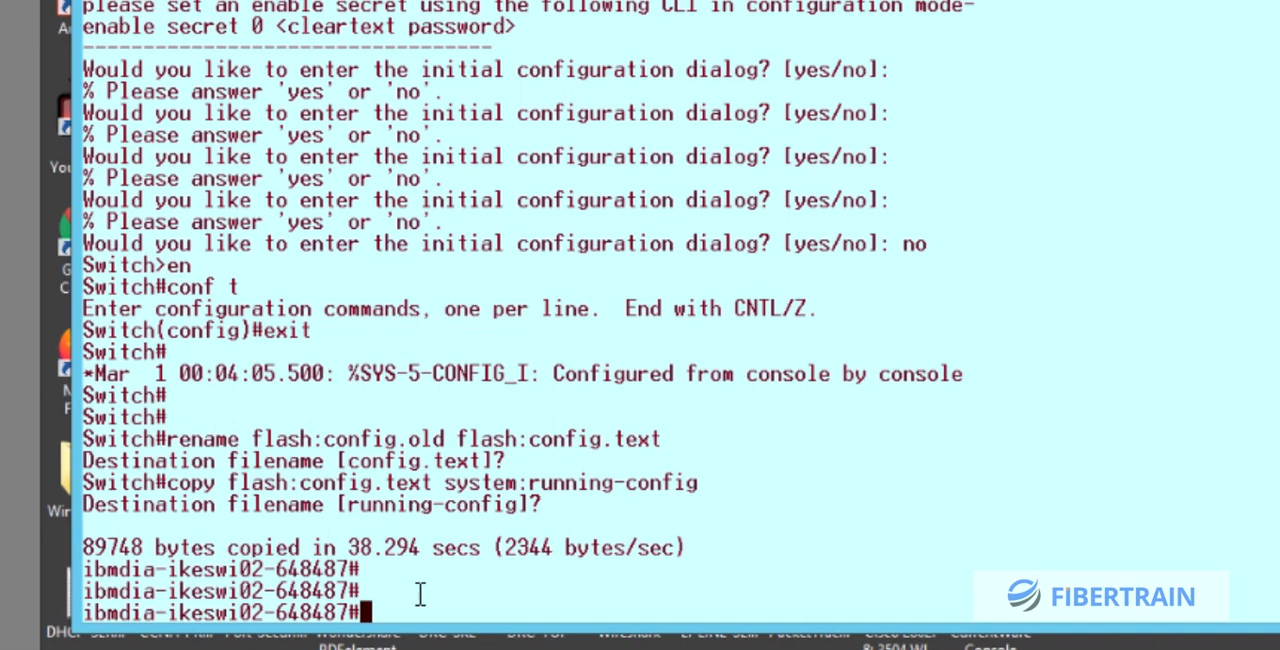 please set an enable secret using the following CLI in configuration mode-
enable secret 0 <cleartext password>
----------------------------------
Would you like to enter the initial configuration dialog? [yes/no]:
% Please answer 'yes' or 'no'.
Would you like to enter the initial configuration dialog? [yes/no]:
% Please answer 'yes' or 'no'.
Would you like to enter the initial configuration dialog? [yes/no]:
% Please answer 'yes' or 'no'.
Would you like to enter the initial configuration dialog? [yes/no]:
% Please answer 'yes' or 'no'.
Would you like to enter the initial configuration dialog? [yes/no]: no
Switch>en
Switch#conf t
Enter configuration commands, one per line.  End with CNTL/Z.
Switch(config)#exit
Switch#
*Mar  1 00:04:05.500: %SYS-5-CONFIG_I: Configured from console by console
Switch#
Switch#
Switch#rename flash:config.old flash:config.text
Destination filename [config.text]?
Switch#copy flash:config.text system:running-config
Destination filename [running-config]?
89748 bytes copied in 38.294 secs (2344 bytes/sec)
ibmdia-ikeswi02-648487#
ibmdia-ikeswi02-648487#
ibmdia-ikeswi02-648487#
FIBERTRAIN